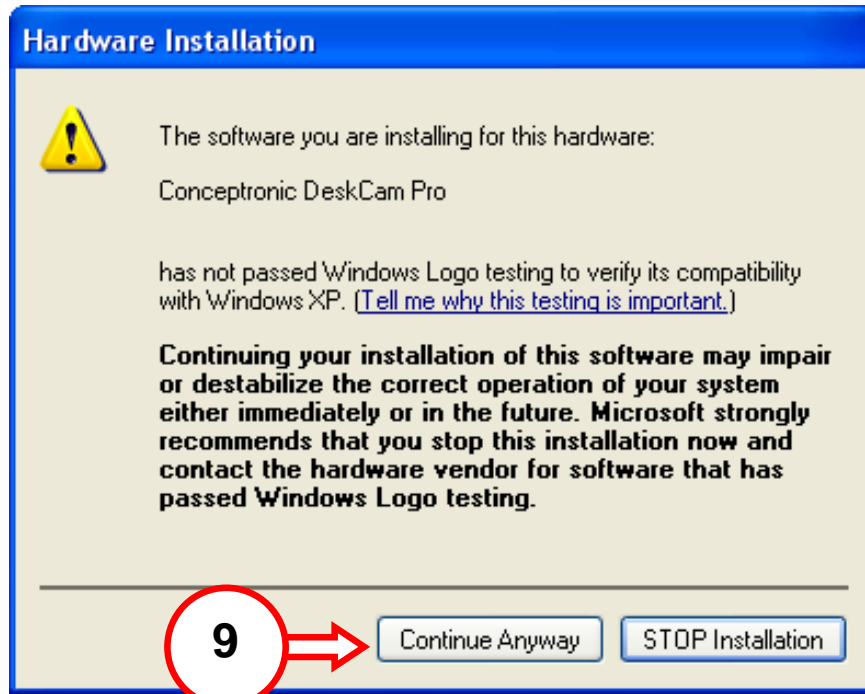 Hardware Installation
The software you are installing for this hardware:
Conceptronic DeskCam Pro
has not passed Windows Logo testing to verify its compatibility
with Windows XP. (Tell me why this testing is important.)
Continuing your installation of this software may impair
or destabilize the correct operation of your system
either immediately or in the future. Microsoft strongly
recommends that you stop this installation now and
contact the hardware vendor for software that has
passed Windows Logo testing.
9 Continue Anyway STOP Installation